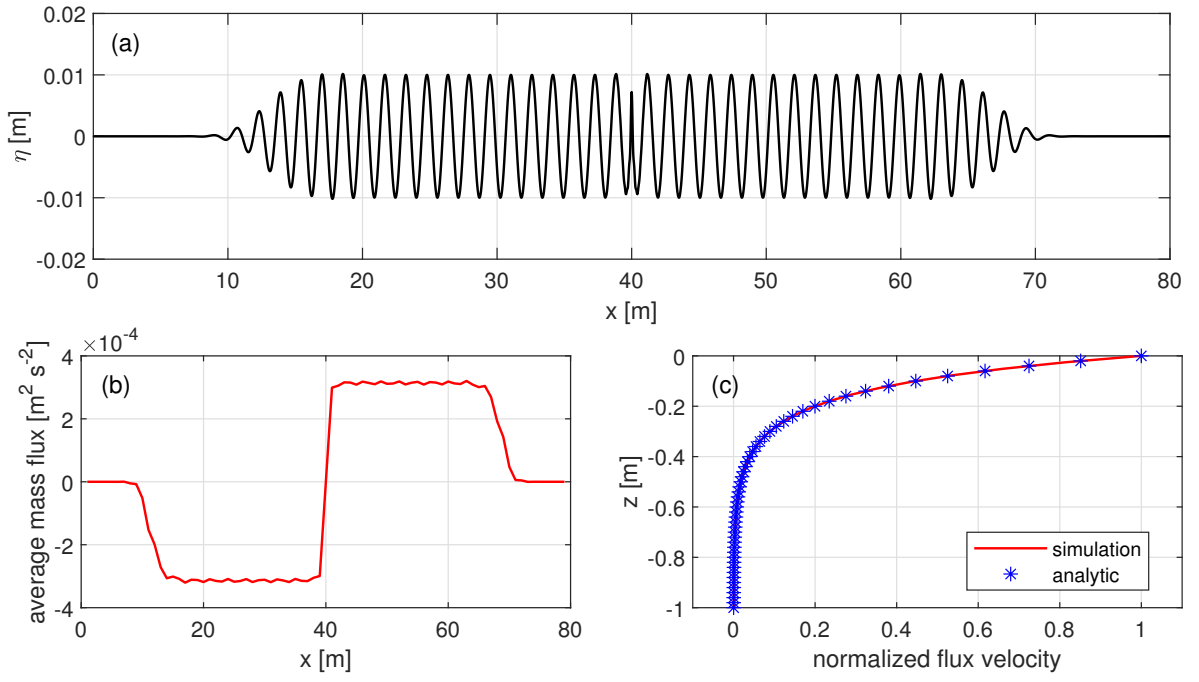 (a)
η [m]
0.02
0.01
0
-0.01
-0.02
0 10 20 30 40 50 60 70 80
x [m]
(b)
×10⁻⁴
average mass flux [m² s⁻²]
4
2
0
-2
-4
0 20 40 60 80
x [m]
(c)
z [m]
0
-0.2
-0.4
-0.6
-0.8
-1
simulation
analytic
0 0.2 0.4 0.6 0.8 1
normalized flux velocity